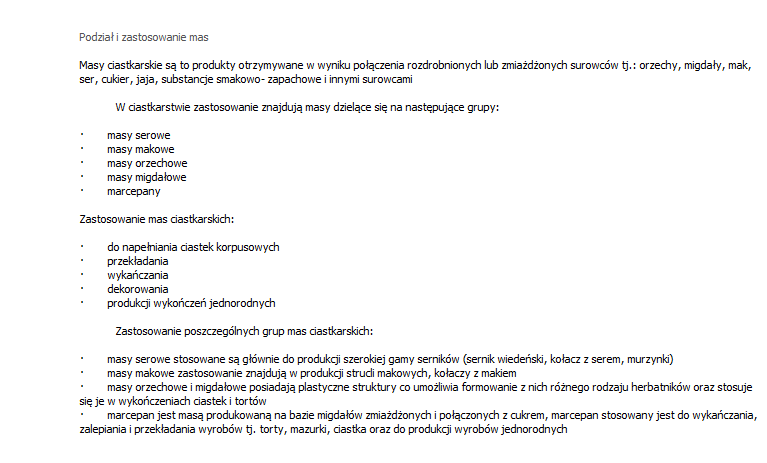 Podział i zastosowanie mas
Masy ciastkarskie są to produkty otrzymywane w wyniku połączenia rozdrobnionych lub zmiażdżonych surowców tj.: orzechy, migdały, mak,
ser, cukier, jaja, substancje smakowo- zapachowe i innymi surowcami
W ciastkarstwie zastosowanie znajdują masy dzielące się na następujące grupy:
· masy serowe
· masy makowe
· masy orzechowe
· masy migdałowe
· marcepany
Zastosowanie mas ciastkarskich:
· do napełniania ciastek korpusowych
· przekładania
· wykańczania
· dekorowania
· produkcji wykończeń jednorodnych
Zastosowanie poszczególnych grup mas ciastkarskich:
· masy serowe stosowane są głównie do produkcji szerokiej gamy serników (sernik wiedeński, kołacz z serem, murzynki)
· masy makowe zastosowanie znajdują w produkcji strucli makowych, kołaczy z makiem
· masy orzechowe i migdałowe posiadają plastyczne struktury co umożliwia formowanie z nich różnego rodzaju herbatników oraz stosuje
się je w wykończeniach ciastek i tortów
· marcepan jest masą produkowaną na bazie migdałów zmiażdżonych i połączonych z cukrem, marcepan stosowany jest do wykańczania,
zalepiania i przekładania wyrobów tj. torty, mazurki, ciastka oraz do produkcji wyrobów jednorodnych